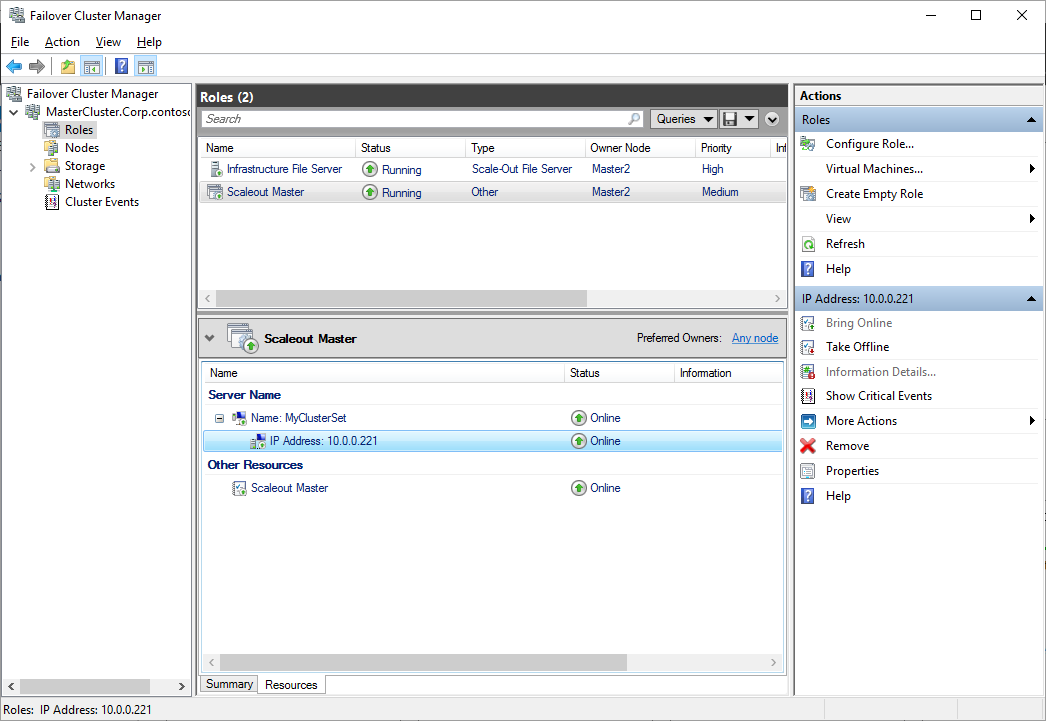 Failover Cluster Manager
File Action View Help
Failover Cluster Manager
MasterCluster.Corp.contoso
Roles
Nodes
Storage
Networks
Cluster Events
Roles (2)
Search
Queries
Name Status Type Owner Node Priority Inf
Infrastructure File Server Running Scale-Out File Server Master2 High
Scaleout Master Running Other Master2 Medium
Scaleout Master Preferred Owners: Any node
Name Status Information
Server Name
Name: MyClusterSet Online
IP Address: 10.0.0.221 Online
Other Resources
Scaleout Master Online
Summary Resources
Actions
Roles
Configure Role...
Virtual Machines...
Create Empty Role
View
Refresh
Help
IP Address: 10.0.0.221
Bring Online
Take Offline
Information Details...
Show Critical Events
More Actions
Remove
Properties
Help
Roles: IP Address: 10.0.0.221